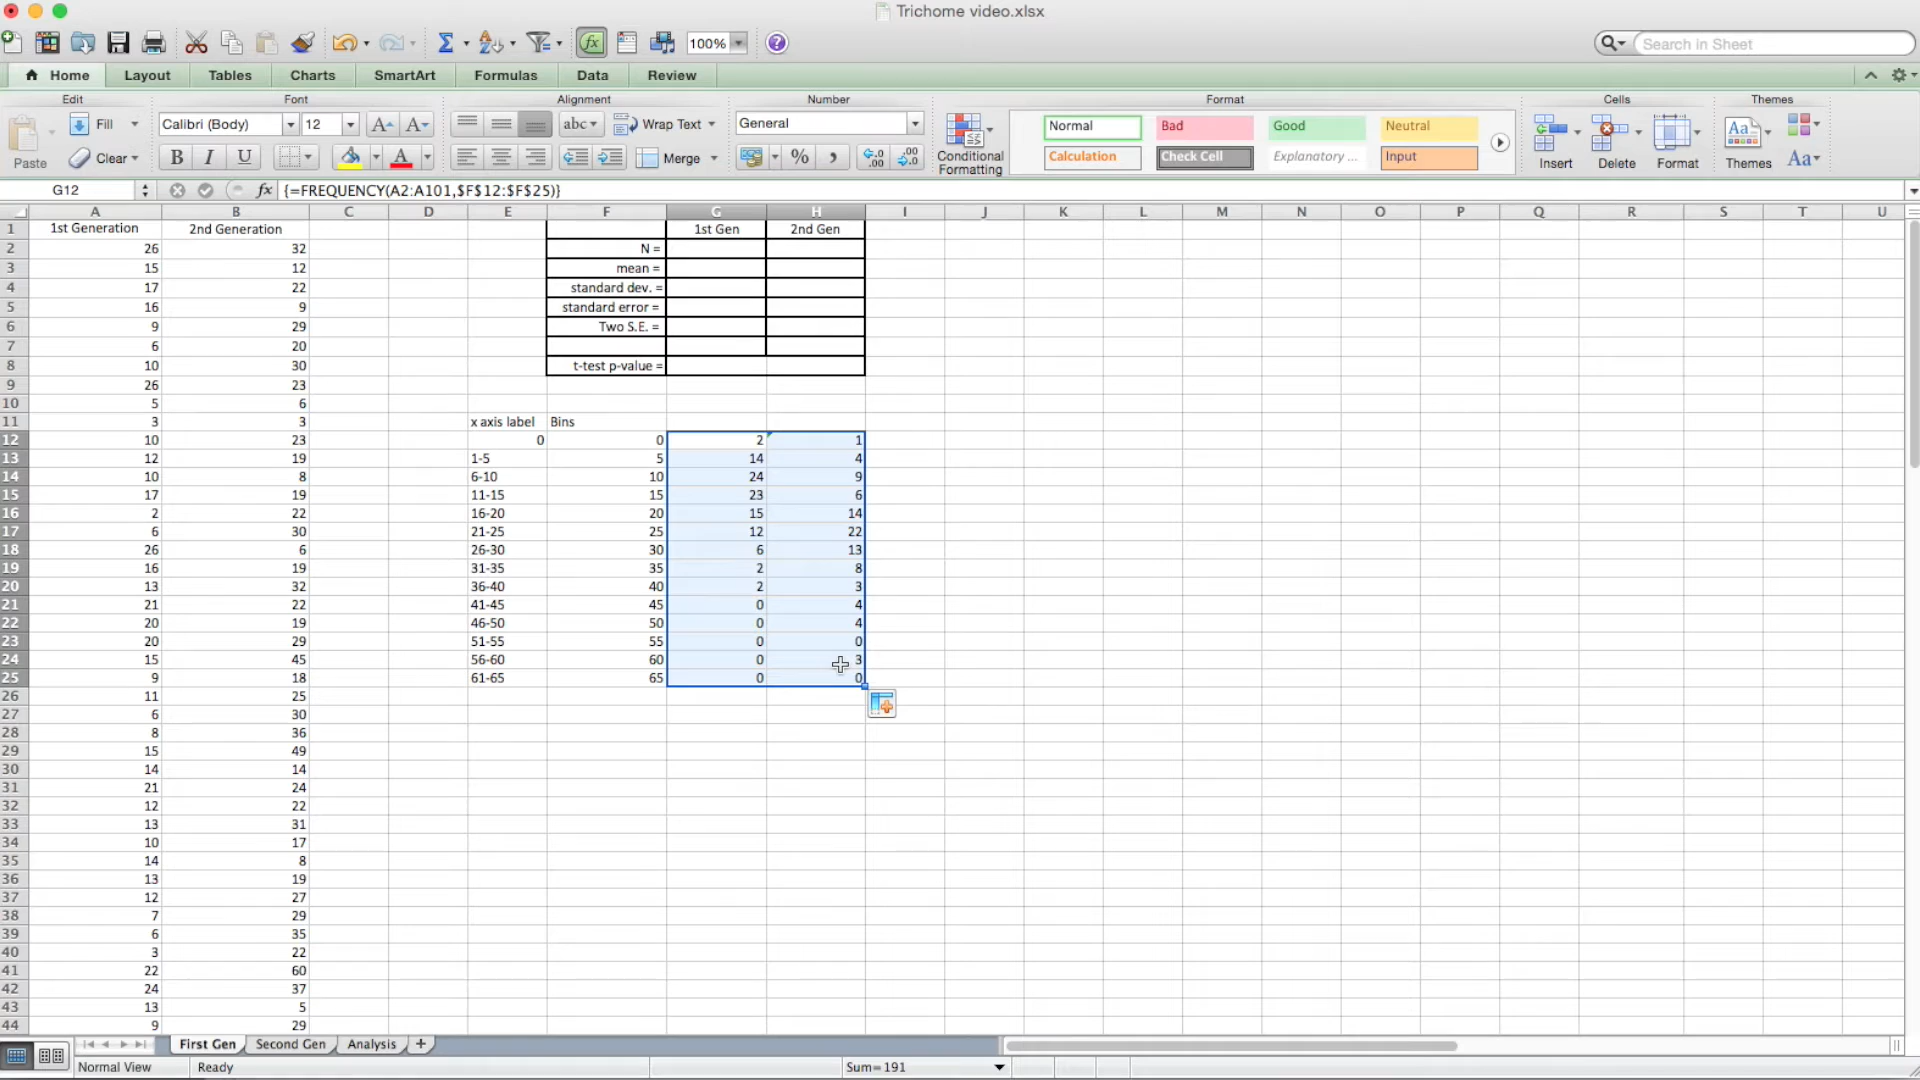 Trichome video.xlsx
100%
Search in Sheet
Home Layout Tables Charts SmartArt Formulas Data Review
Edit Font Alignment Number Format Cells Themes
Fill Calibri (Body) 12 abc Wrap Text General Normal Bad Good Neutral
Paste Clear B I U Merge % Conditional Formatting Calculation Check Cell Explanatory ... Input Insert Delete Format Themes Aa
G12 fx {=FREQUENCY(A2:A101,$F$12:$F$25)}
A B C D E F G H I J K L M N O P Q R S T U
1 1st Generation 2nd Generation 1st Gen 2nd Gen
2 26 32 N =
3 15 12 mean =
4 17 22 standard dev. =
5 16 9 standard error =
6 9 29 Two S.E. =
7 6 20
8 10 30 t-test p-value =
9 26 23
10 5 6
11 3 3 x axis label Bins
12 10 23 0 0 2 1
13 12 19 1-5 5 14 4
14 10 8 6-10 10 24 9
15 17 19 11-15 15 23 6
16 2 22 16-20 20 15 14
17 6 30 21-25 25 12 22
18 26 6 26-30 30 6 13
19 16 19 31-35 35 2 8
20 13 32 36-40 40 2 3
21 21 22 41-45 45 0 4
22 20 19 46-50 50 0 4
23 20 29 51-55 55 0 0
24 15 45 56-60 60 0 3
25 9 18 61-65 65 0 0
26 11 25
27 6 30
28 8 36
29 15 49
30 14 14
31 21 24
32 12 22
33 13 31
34 10 17
35 14 8
36 13 19
37 12 27
38 7 29
39 6 35
40 3 22
41 22 60
42 24 37
43 13 5
44 9 29
First Gen Second Gen Analysis +
Normal View Ready Sum=191